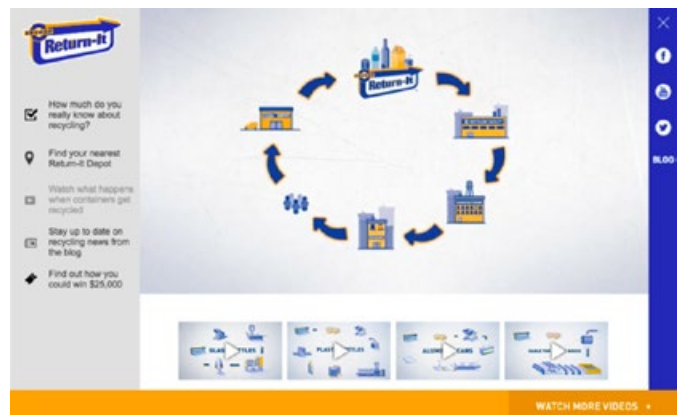 Return-It
How much do you
really know about
recycling?
Find your nearest
Return-It Depot
Watch what happens
when containers get
recycled
Stay up to date on
recycling news from
the blog
Find out how you
could win $25,000
Return-It
BLOG
WATCH MORE VIDEOS